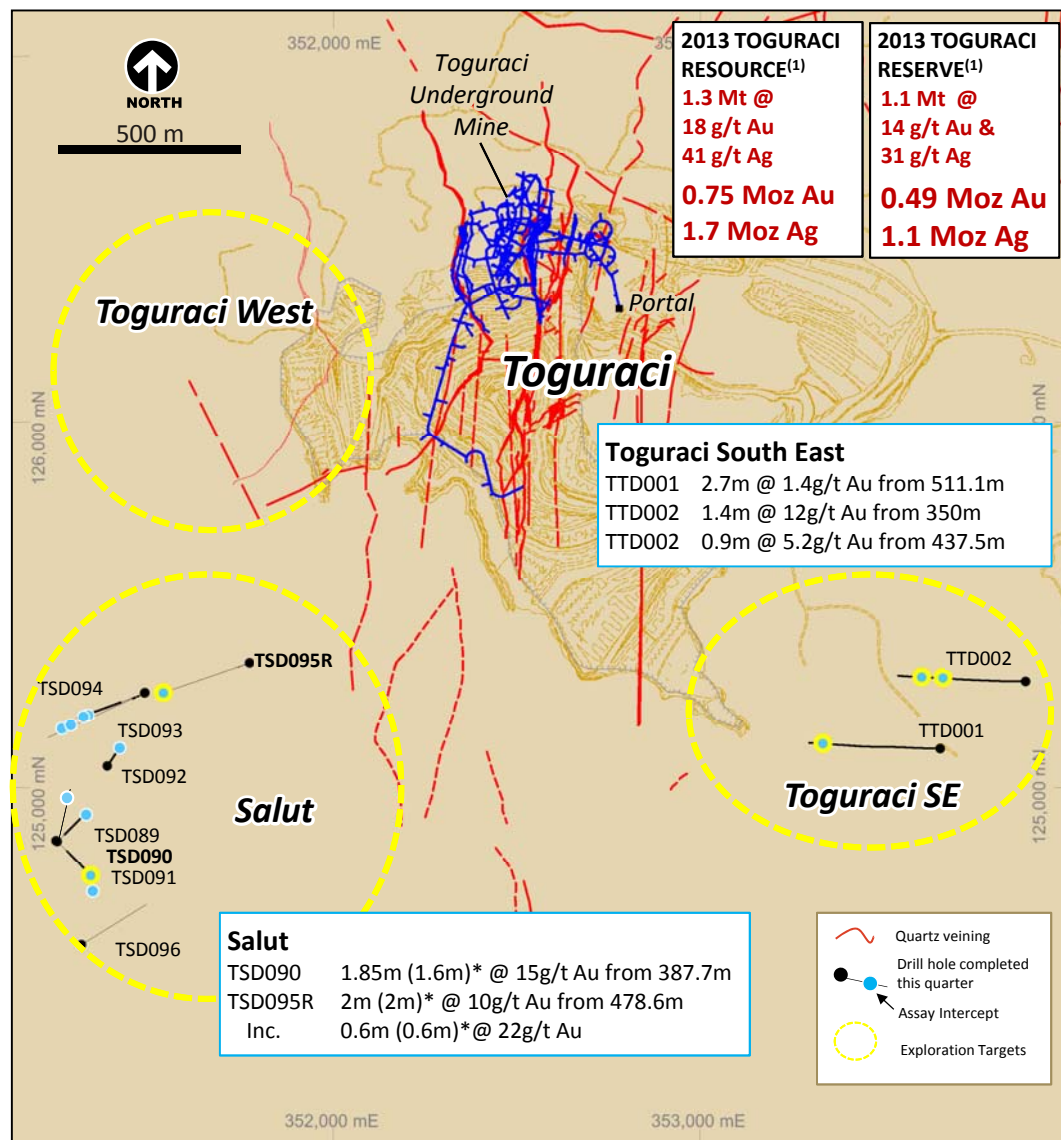 352,000 mE
35
2013 TOGURACI
RESOURCE(1)
1.3 Mt @
18 g/t Au
41 g/t Ag
0.75 Moz Au
1.7 Moz Ag
2013 TOGURACI
RESERVE(1)
1.1 Mt @
14 g/t Au &
31 g/t Ag
0.49 Moz Au
1.1 Moz Ag
NORTH
500 m
Toguraci
Underground
Mine
Portal
Toguraci West
Toguraci
126,000 mN
mN
Toguraci South East
TTD001 2.7m @ 1.4g/t Au from 511.1m
TTD002 1.4m @ 12g/t Au from 350m
TTD002 0.9m @ 5.2g/t Au from 437.5m
TSD095R
TSD094
TSD093
TSD092
TTD002
TTD001
125,000 mN
125,000 mN
Salut
Toguraci SE
TSD089
TSD090
TSD091
TSD096
Salut
TSD090 1.85m (1.6m)* @ 15g/t Au from 387.7m
TSD095R 2m (2m)* @ 10g/t Au from 478.6m
Inc. 0.6m (0.6m)*@ 22g/t Au
Quartz veining
Drill hole completed
this quarter
Assay Intercept
Exploration Targets
352,000 mE
353,000 mE